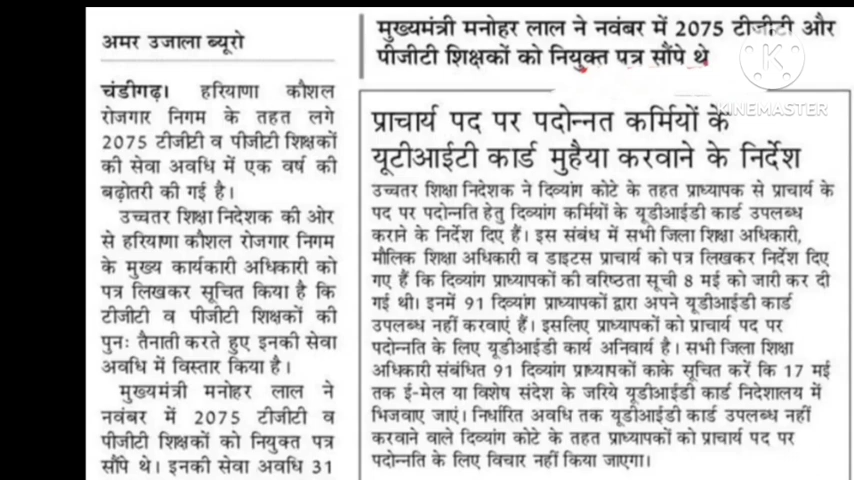 अमर उजाला ब्यूरो
चंडीगढ़। हरियाणा कौशल
रोजगार निगम के तहत लगे
2075 टीजीटी व पीजीटी शिक्षकों
की सेवा अवधि में एक वर्ष की
बढ़ोतरी की गई है।
उच्चतर शिक्षा निदेशक की ओर
से हरियाणा कौशल रोजगार निगम
के मुख्य कार्यकारी अधिकारी को
पत्र लिखकर सूचित किया है कि
टीजीटी व पीजीटी शिक्षकों की
पुनः तैनाती करते हुए इनकी सेवा
अवधि में विस्तार किया है।
मुख्यमंत्री मनोहर लाल ने
नवंबर में 2075 टीजीटी व
पीजीटी शिक्षकों को नियुक्त पत्र
सौंपे थे। इनकी सेवा अवधि 31
मुख्यमंत्री मनोहर लाल ने नवंबर में 2075 टीजीटी और
पीजीटी शिक्षकों को नियुक्त पत्र सौंपे थे
KINEMASTER
प्राचार्य पद पर पदोन्नत कर्मियों के
यूटीआईटी कार्ड मुहैया करवाने के निर्देश
उच्चतर शिक्षा निदेशक ने दिव्यांग कोटे के तहत प्राध्यापक से प्राचार्य के
पद पर पदोन्नति हेतु दिव्यांग कर्मियों के यूडीआईडी कार्ड उपलब्ध
कराने के निर्देश दिए हैं। इस संबंध में सभी जिला शिक्षा अधिकारी,
मौलिक शिक्षा अधिकारी व डाइटस प्राचार्य को पत्र लिखकर निर्देश दिए
गए हैं कि दिव्यांग प्राध्यापकों की वरिष्ठता सूची 8 मई को जारी कर दी
गई थी। इनमें 91 दिव्यांग प्राध्यापकों द्वारा अपने यूडीआईडी कार्ड
उपलब्ध नहीं करवाएं हैं। इसलिए प्राध्यापकों को प्राचार्य पद पर
पदोन्नति के लिए यूडीआईडी कार्य अनिवार्य है। सभी जिला शिक्षा
अधिकारी संबंधित 91 दिव्यांग प्राध्यापकों काके सूचित करें कि 17 मई
तक ई-मेल या विशेष संदेश के जरिये यूडीआईडी कार्ड निदेशालय में
भिजवाए जाएं। निर्धारित अवधि तक यूडीआईडी कार्ड उपलब्ध नहीं
करवाने वाले दिव्यांग कोटे के तहत प्राध्यापकों को प्राचार्य पद पर
पदोन्नति के लिए विचार नहीं किया जाएगा।